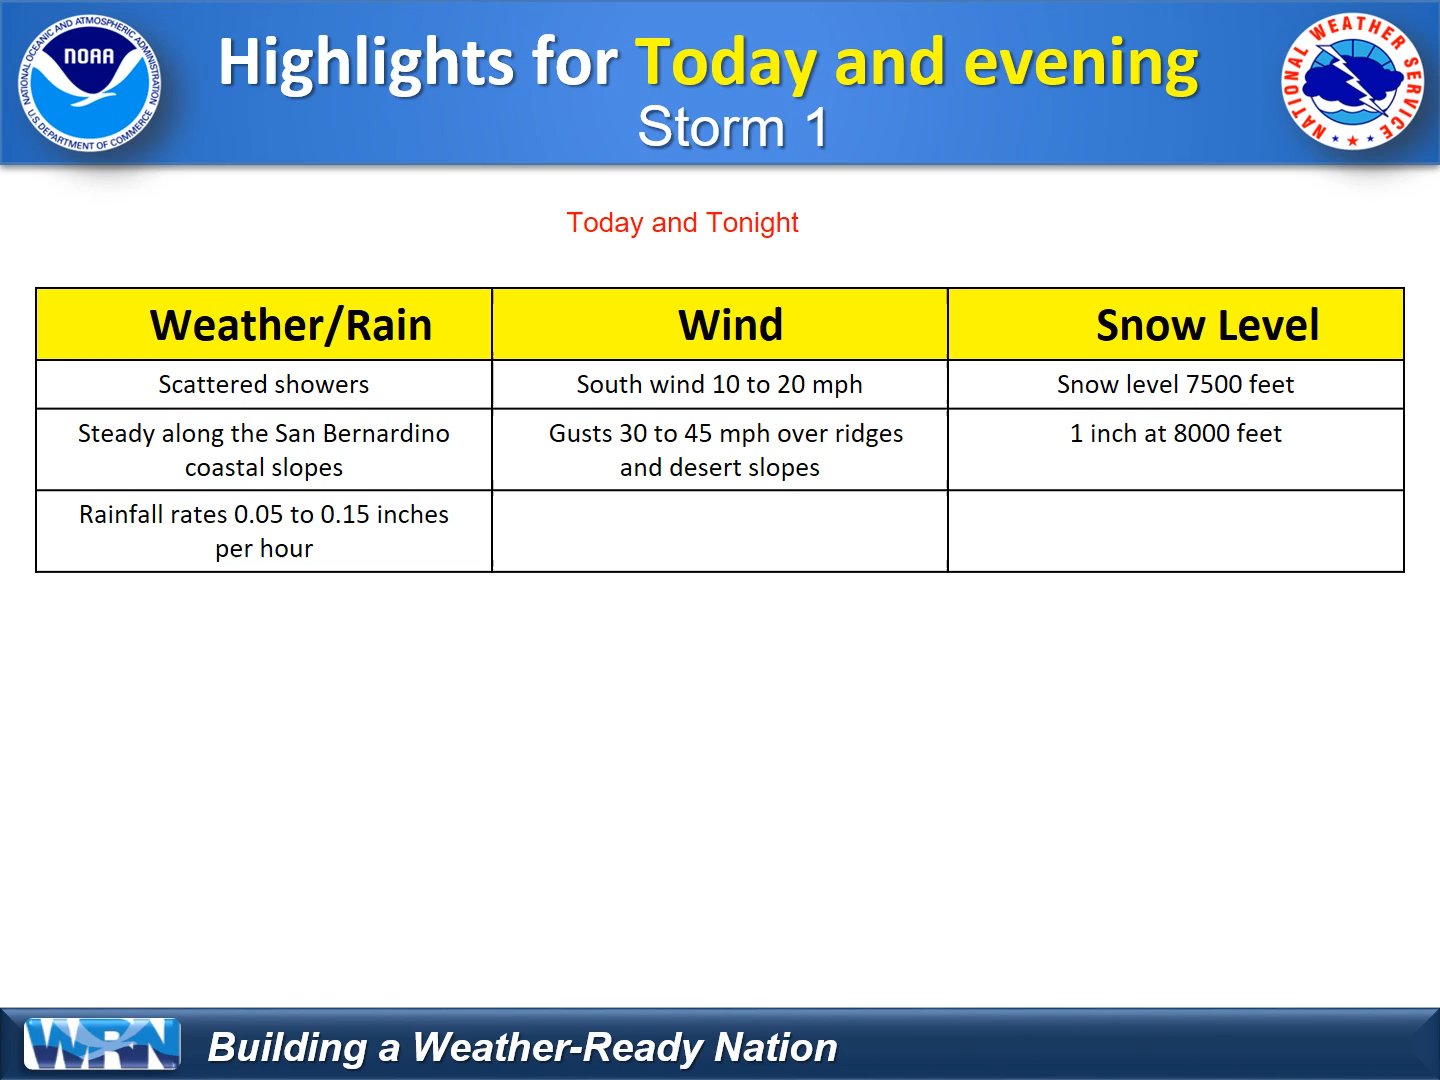 Highlights for Today and evening
Storm 1
NATIONAL OCEANIC AND ATMOSPHERIC ADMINISTRATION
U.S. DEPARTMENT OF COMMERCE
NOAA
NATIONAL WEATHER SERVICE
Today and Tonight
Weather/Rain
Wind
Snow Level
Scattered showers
South wind 10 to 20 mph
Snow level 7500 feet
Steady along the San Bernardino
coastal slopes
Gusts 30 to 45 mph over ridges
and desert slopes
1 inch at 8000 feet
Rainfall rates 0.05 to 0.15 inches
per hour
WRN
Building a Weather-Ready Nation